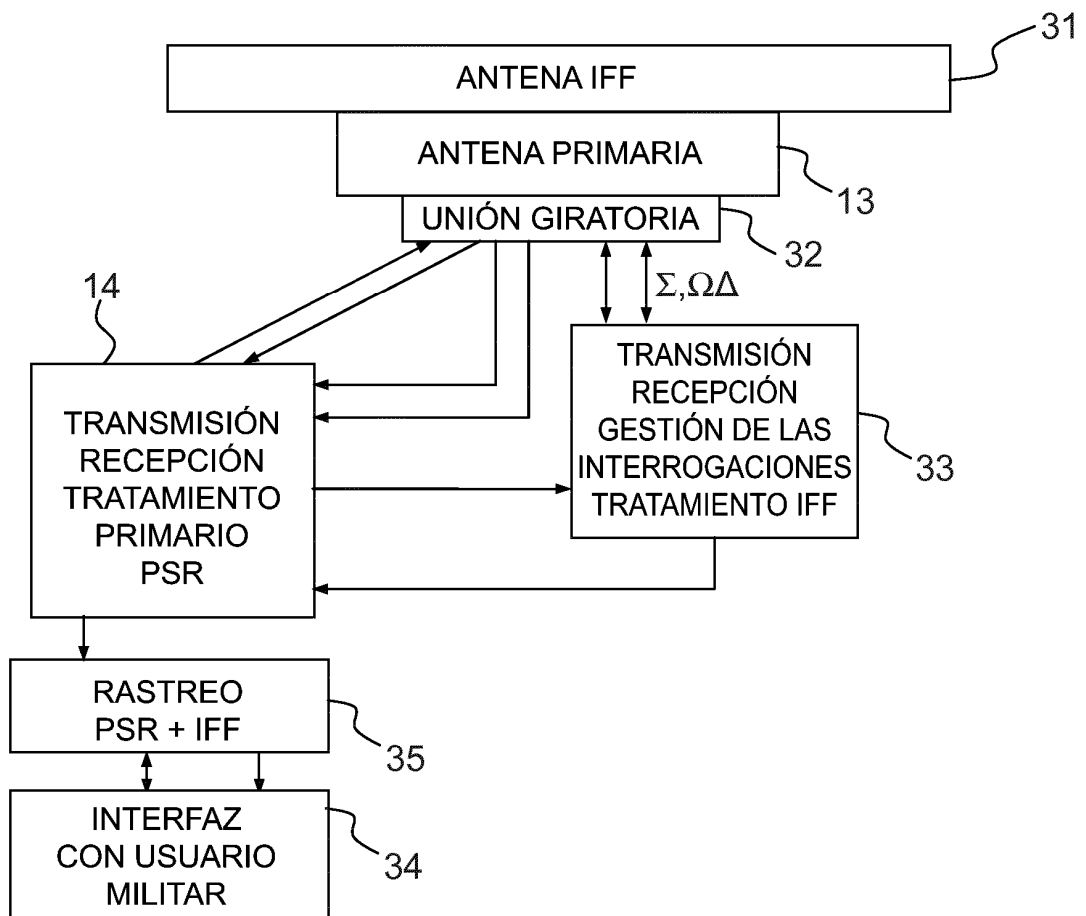 31
ANTENA IFF
ANTENA PRIMARIA
13
UNIÓN GIRATORIA
32
Σ,ΩΔ
14
TRANSMISIÓN
RECEPCIÓN
TRATAMIENTO
PRIMARIO
PSR
TRANSMISIÓN
RECEPCIÓN
GESTIÓN DE LAS
INTERROGACIONES
TRATAMIENTO IFF
33
RASTREO
PSR + IFF
35
INTERFAZ
CON USUARIO
MILITAR
34